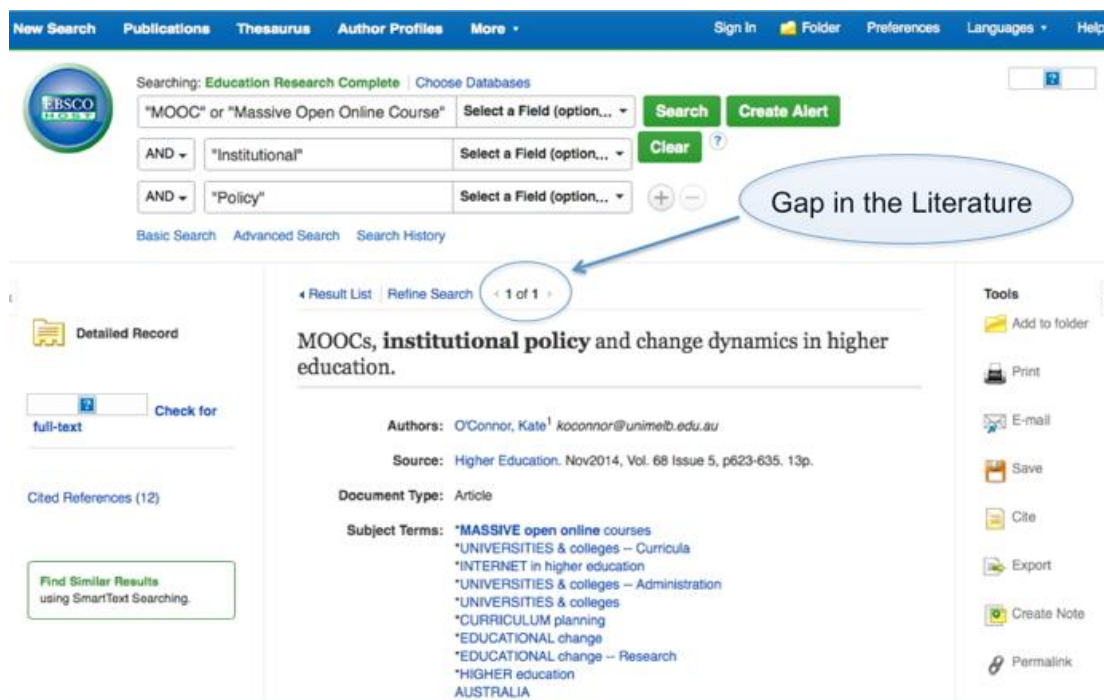 New Search Publications Thesaurus Author Profiles More Sign In Folder Preferences Languages Help
EBSCO
HOST
Searching: Education Research Complete Choose Databases
"MOOC" or "Massive Open Online Course" Select a Field (option... Search Create Alert
AND "Institutional" Select a Field (option... Clear ?
AND "Policy" Select a Field (option...
Gap in the Literature
Basic Search Advanced Search Search History
Result List Refine Search 1 of 1
Detailed Record
MOOCs, institutional policy and change dynamics in higher
education.
Check for
full-text
Authors: O'Connor, Kate1 koconnor@unimelb.edu.au
Source: Higher Education. Nov2014, Vol. 68 Issue 5, p623-635. 13p.
Cited References (12)
Document Type: Article
Subject Terms: *MASSIVE open online courses
*UNIVERSITIES & colleges -- Curricula
*INTERNET in higher education
*UNIVERSITIES & colleges -- Administration
*UNIVERSITIES & colleges
*CURRICULUM planning
*EDUCATIONAL change
*EDUCATIONAL change -- Research
*HIGHER education
AUSTRALIA
Find Similar Results
using SmartText Searching.
Tools
Add to folder
Print
E-mail
Save
Cite
Export
Create Note
Permalink